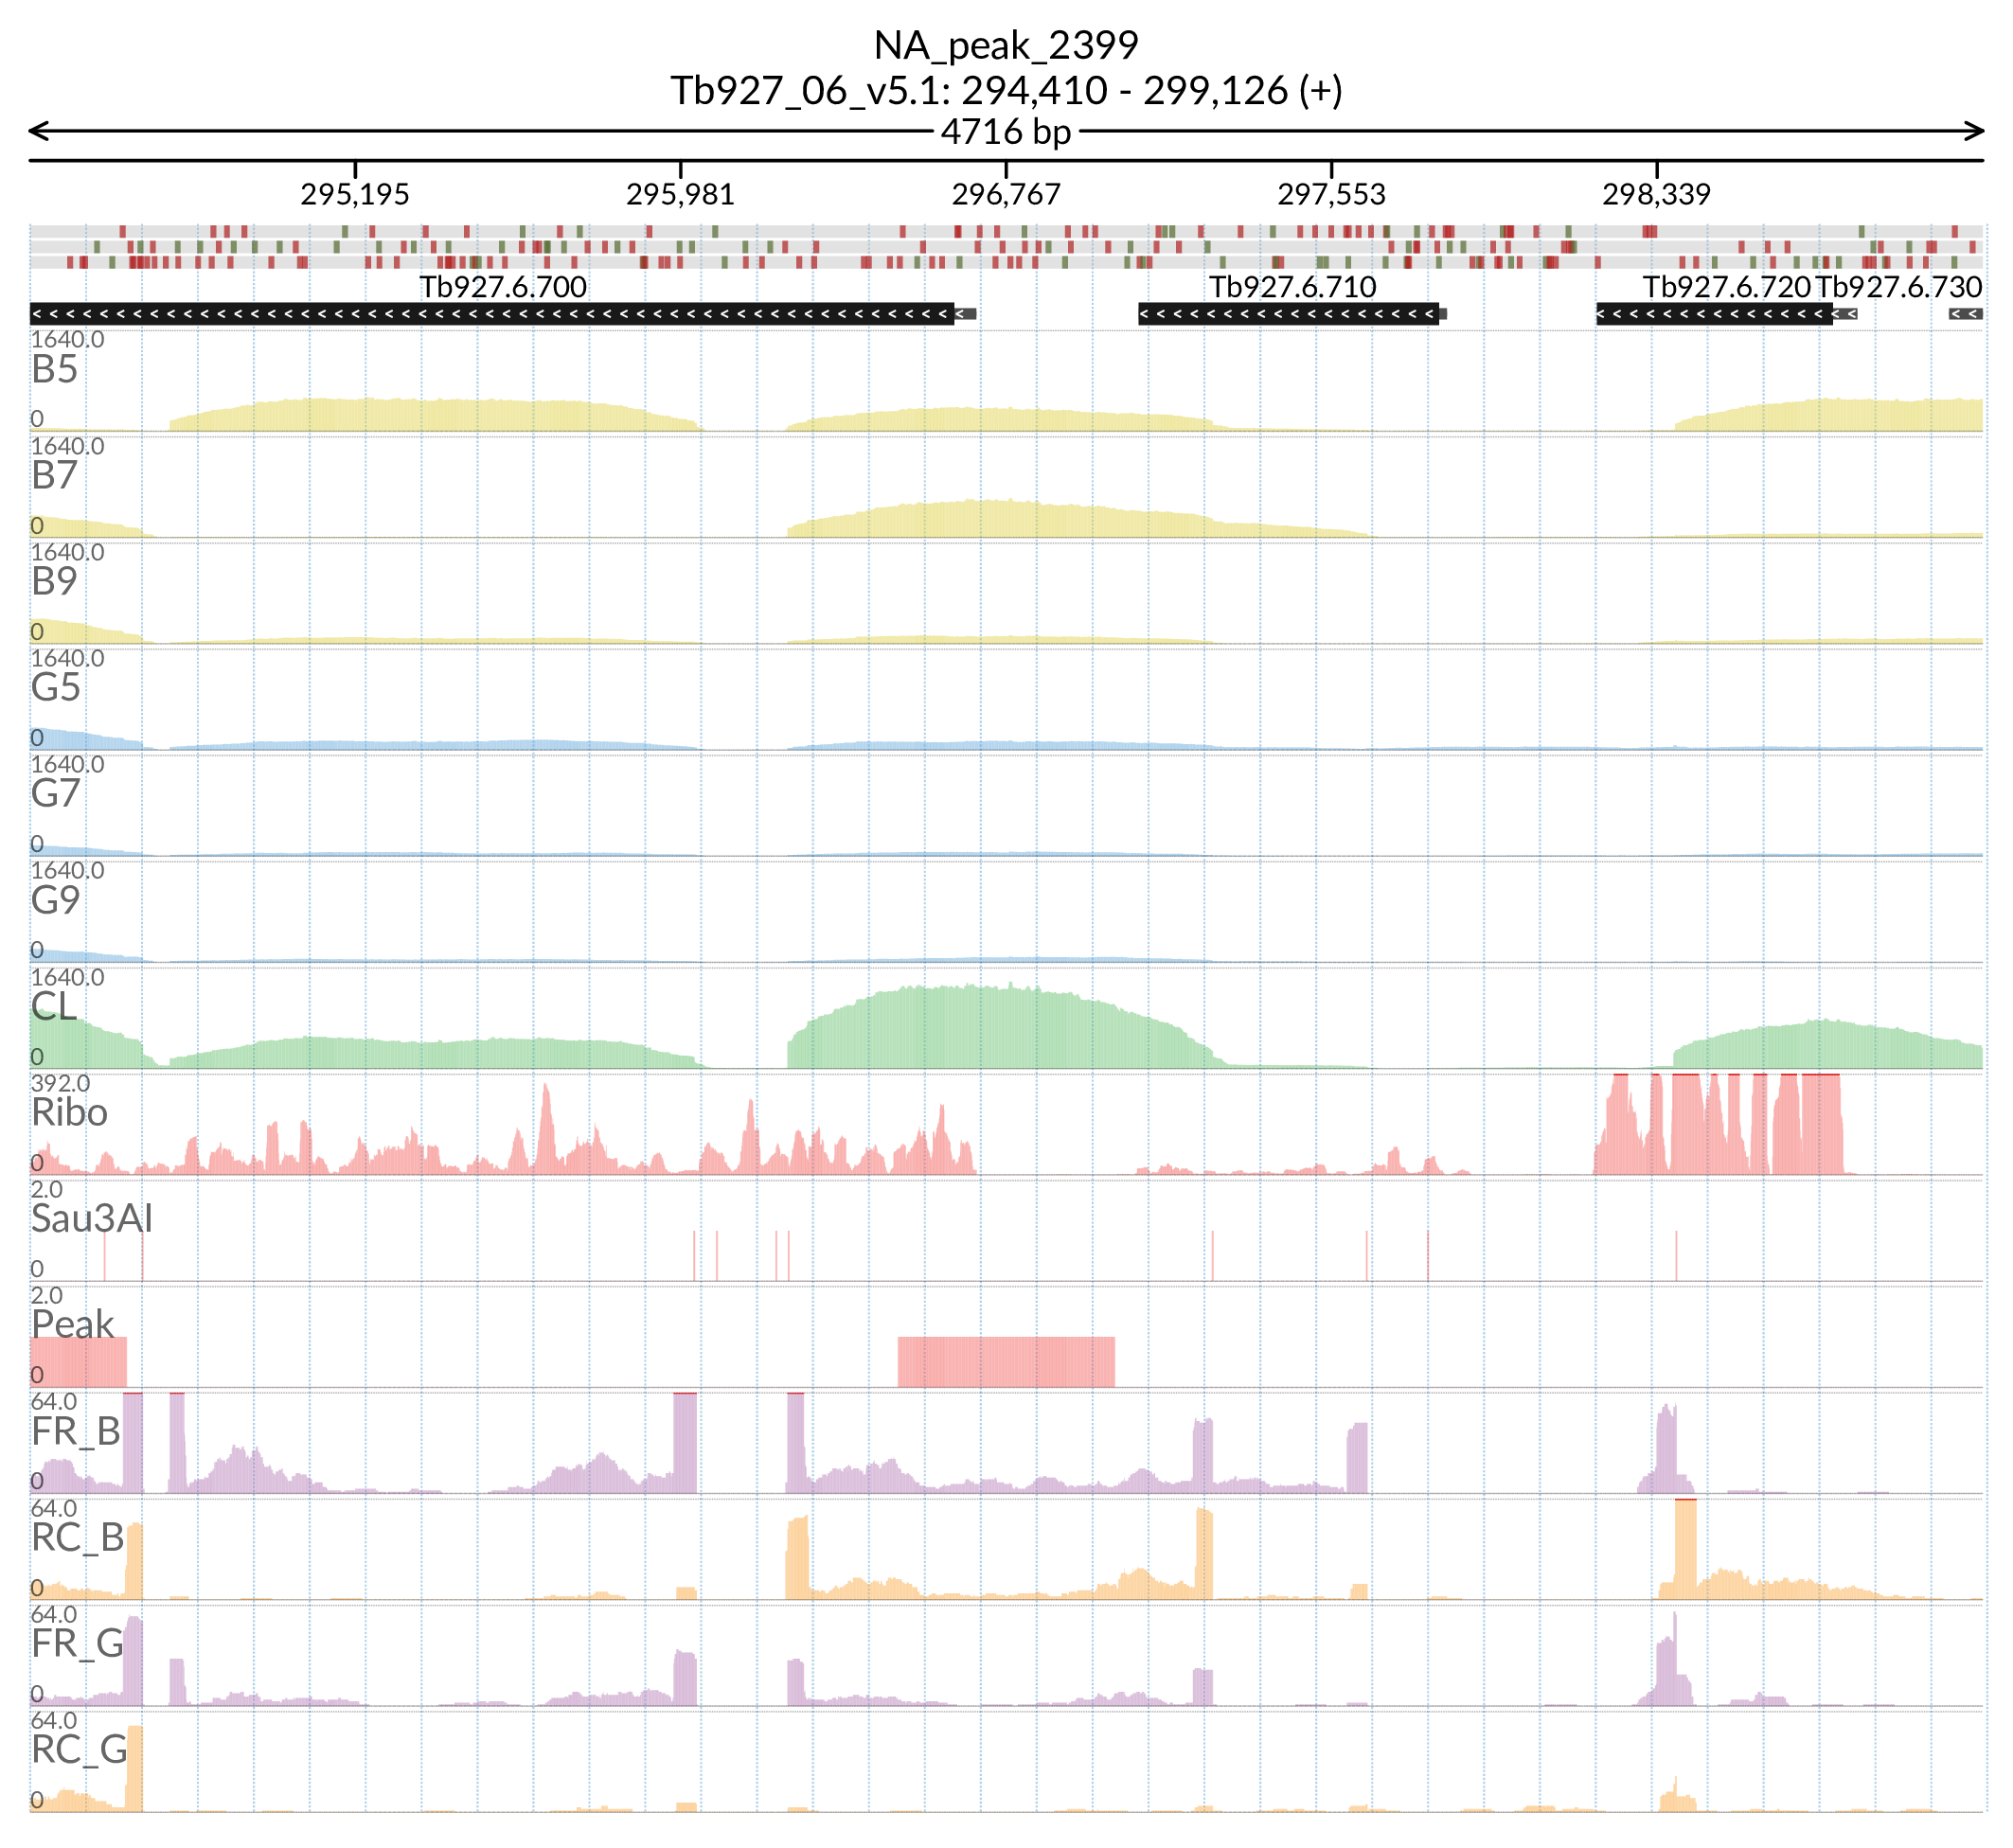 NA_peak_2399
Tb927_06_v5.1: 294,410 - 299,126 (+)
4716 bp
295,195 295,981 296,767 297,553 298,339
Tb927.6.700 Tb927.6.710 Tb927.6.720 Tb927.6.730
1640.0
B5
0
1640.0
B7
0
1640.0
B9
0
1640.0
G5
0
1640.0
G7
0
1640.0
G9
0
1640.0
CL
0
392.0
Ribo
0
2.0
Sau3AI
0
2.0
Peak
0
64.0
FR_B
0
64.0
RC_B
0
64.0
FR_G
0
64.0
RC_G
0